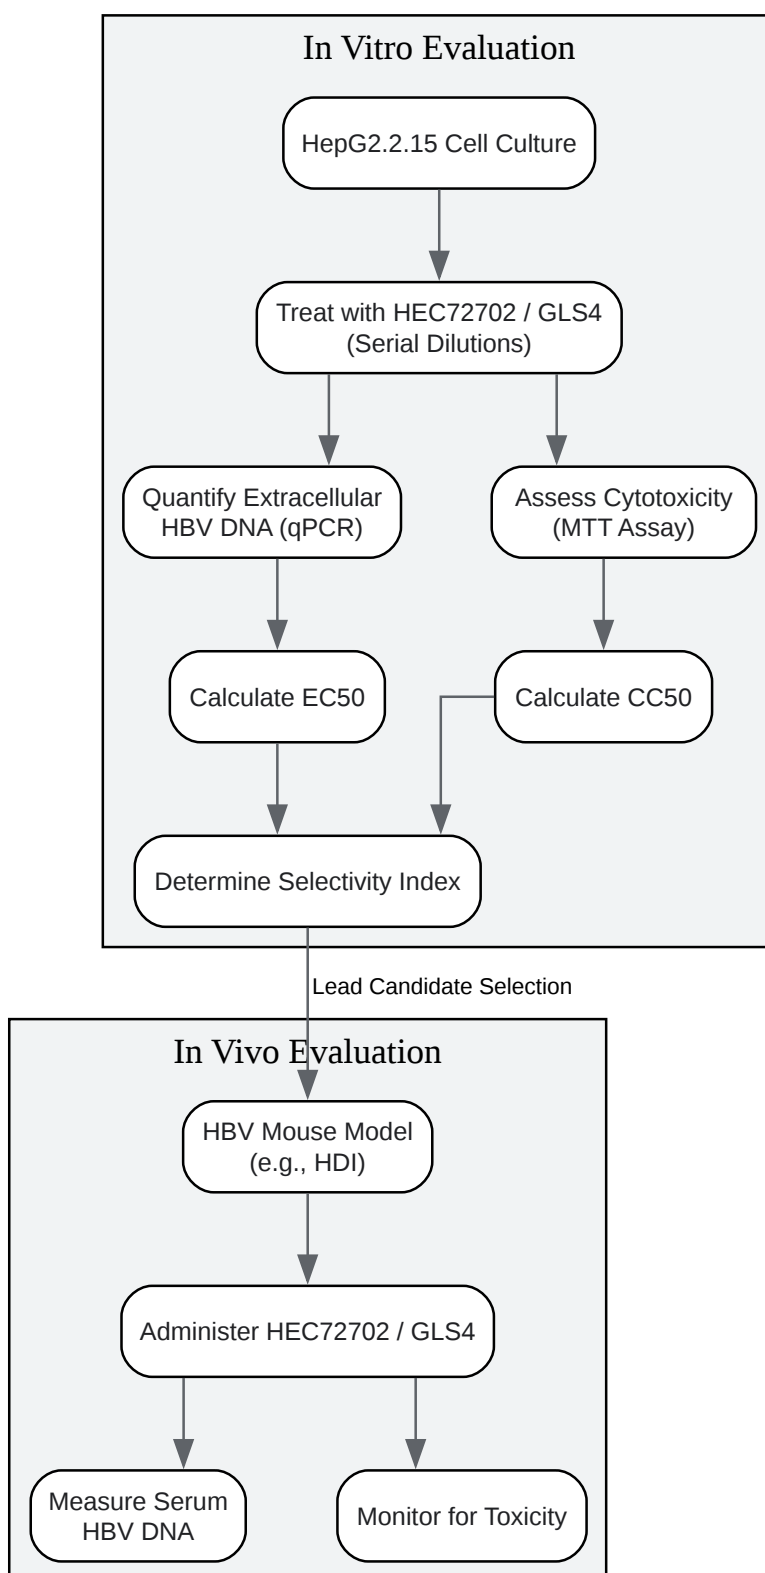 In Vitro Evaluation
HepG2.2.15 Cell Culture
Treat with HEC72702 / GLS4
(Serial Dilutions)
Quantify Extracellular
HBV DNA (qPCR)
Assess Cytotoxicity
(MTT Assay)
Calculate EC50
Calculate CC50
Determine Selectivity Index
Lead Candidate Selection
In Vivo Evaluation
HBV Mouse Model
(e.g., HDI)
Administer HEC72702 / GLS4
Measure Serum
HBV DNA
Monitor for Toxicity